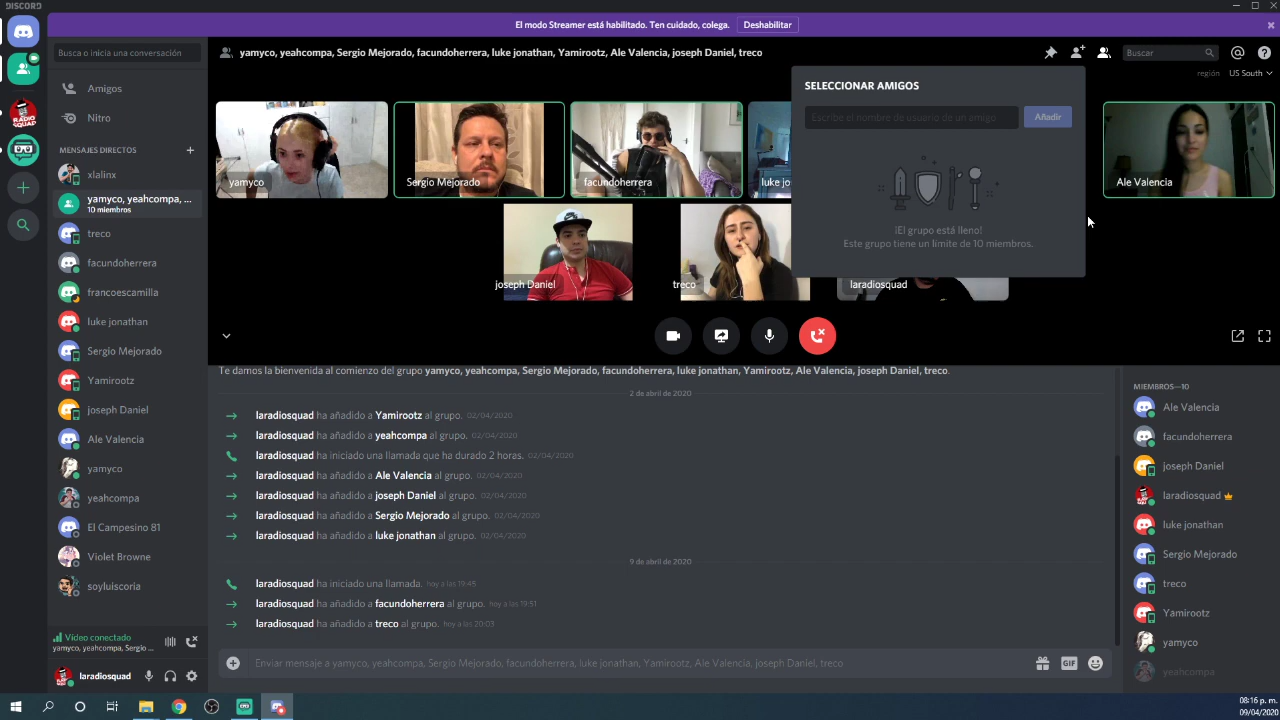 DISCORD
El modo Streamer está habilitado. Ten cuidado, colega. Deshabilitar
Busca o inicia una conversación
yamyco, yeahcompa, Sergio Mejorado, facundoherrera, luke jonathan, Yamirootz, Ale Valencia, joseph Daniel, treco
Buscar
región US South
Amigos
Nitro
MENSAJES DIRECTOS
xlalinx
yamyco, yeahcompa, ...
10 miembros
treco
facundoherrera
francoescamilla
luke jonathan
Sergio Mejorado
Yamirootz
joseph Daniel
Ale Valencia
yamyco
yeahcompa
El Campesino 81
Violet Browne
soyluiscoria
Vídeo conectado
yamyco, yeahcompa, Sergio ...
laradiosquad
SELECCIONAR AMIGOS
Escribe el nombre de usuario de un amigo
Añadir
¡El grupo está lleno!
Este grupo tiene un límite de 10 miembros.
yamyco
Sergio Mejorado
facundoherrera
luke jo
Ale Valencia
joseph Daniel
treco
laradiosquad
Te damos la bienvenida al comienzo del grupo yamyco, yeahcompa, Sergio Mejorado, facundoherrera, luke jonathan, Yamirootz, Ale Valencia, joseph Daniel, treco.
2 de abril de 2020
laradiosquad ha añadido a Yamirootz al grupo. 02/04/2020
laradiosquad ha añadido a yeahcompa al grupo. 02/04/2020
laradiosquad ha iniciado una llamada que ha durado 2 horas. 02/04/2020
laradiosquad ha añadido a Ale Valencia al grupo. 02/04/2020
laradiosquad ha añadido a joseph Daniel al grupo. 02/04/2020
laradiosquad ha añadido a Sergio Mejorado al grupo. 02/04/2020
laradiosquad ha añadido a luke jonathan al grupo. 02/04/2020
9 de abril de 2020
laradiosquad ha iniciado una llamada. hoy a las 19:45
laradiosquad ha añadido a facundoherrera al grupo. hoy a las 19:51
laradiosquad ha añadido a treco al grupo. hoy a las 20:03
Enviar mensaje a yamyco, yeahcompa, Sergio Mejorado, facundoherrera, luke jonathan, Yamirootz, Ale Valencia, joseph Daniel, treco
GIF
MIEMBROS—10
Ale Valencia
facundoherrera
joseph Daniel
laradiosquad
luke jonathan
Sergio Mejorado
treco
Yamirootz
yamyco
yeahcompa
08:16 p. m.
09/04/2020